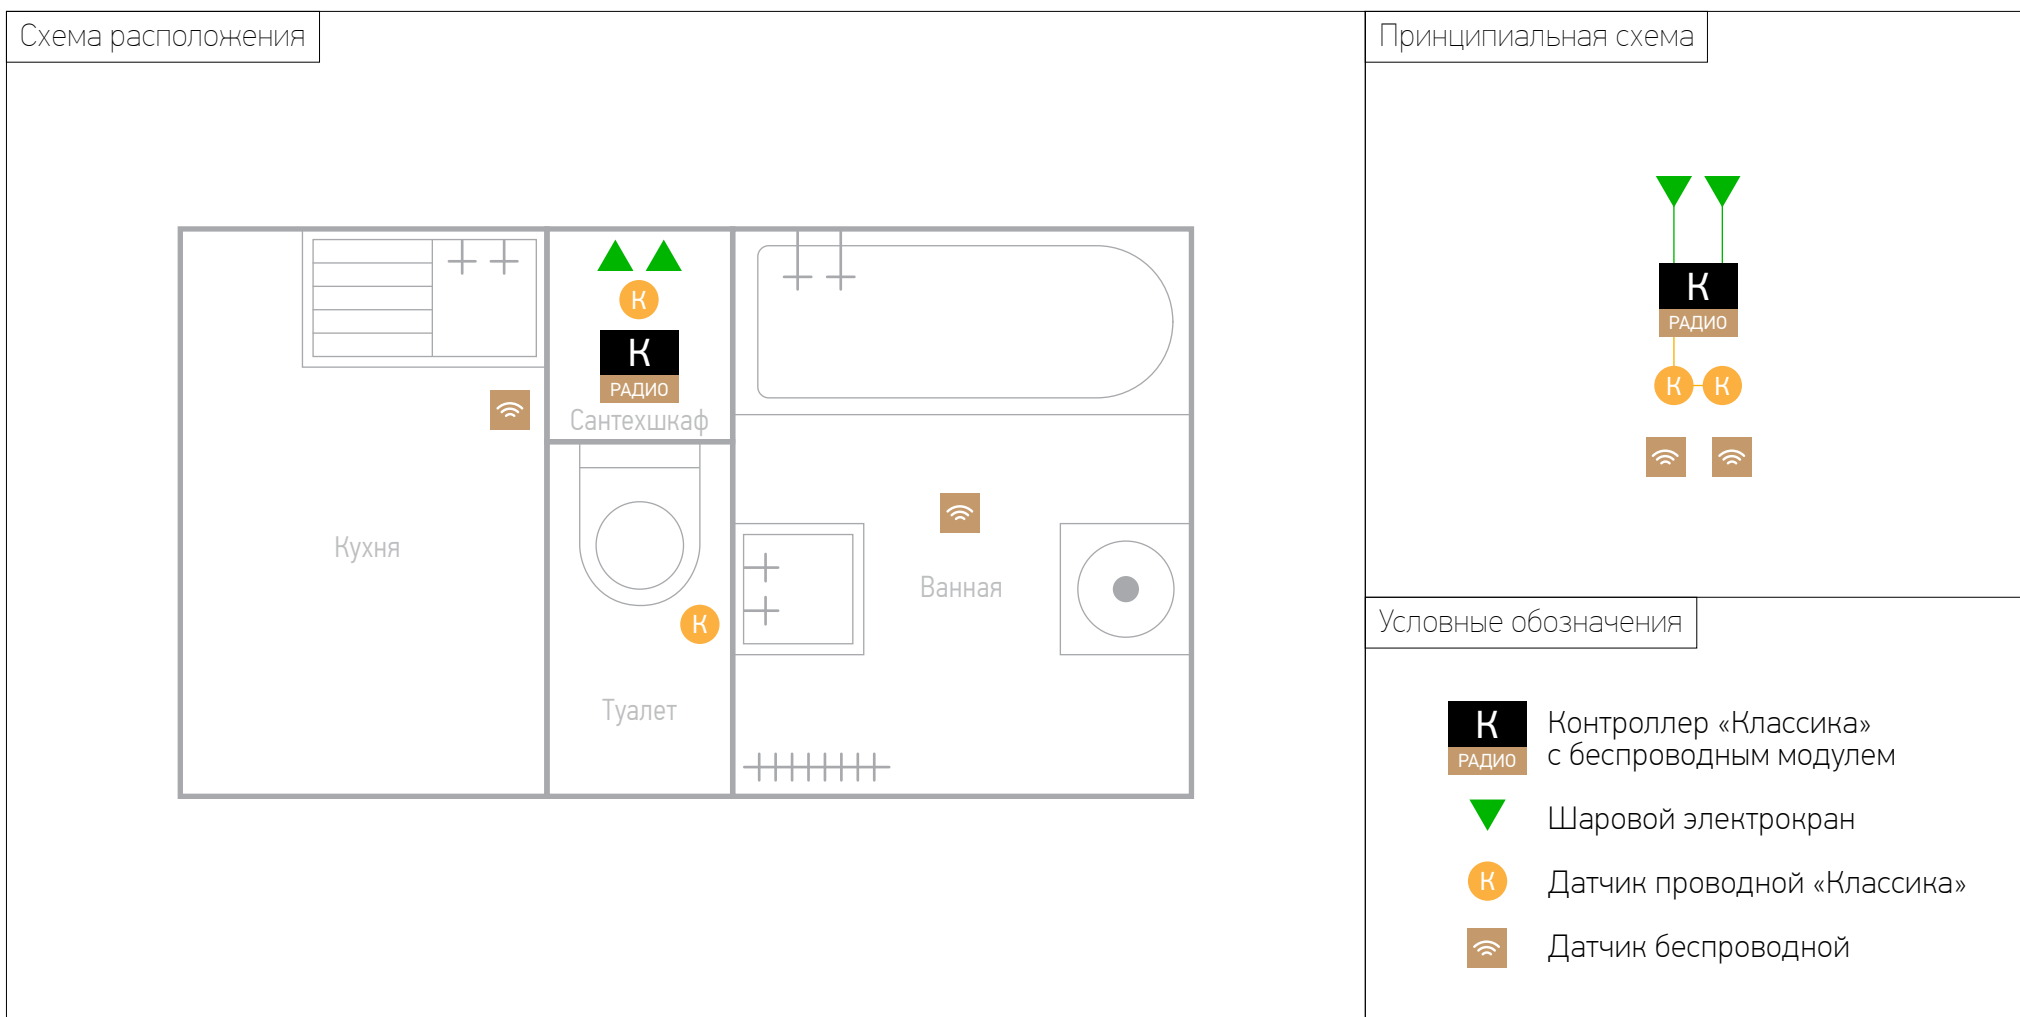 Схема расположения
К
К
РАДИО
Сантехшкаф
Кухня
Ванная
К
Туалет
Принципиальная схема
К
РАДИО
К К
Условные обозначения
К
РАДИО
Контроллер «Классика»
с беспроводным модулем
Шаровой электрокран
К
Датчик проводной «Классика»
Датчик беспроводной